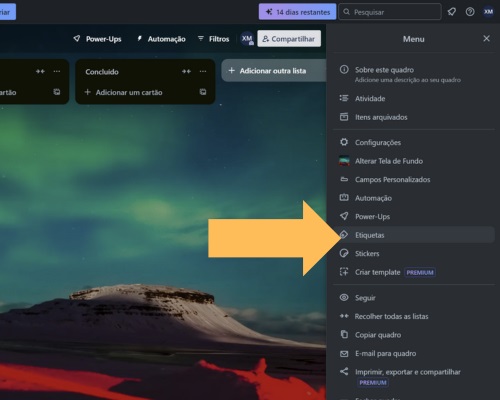 riar
14 dias restantes
Pesquisar
XM
Power-Ups
Automação
Filtros
XM
Compartilhar
Menu
Concluído
Adicionar outra lista
artão
Adicionar um cartão
Sobre este quadro
Adicione uma descrição ao seu quadro
Atividade
Itens arquivados
Configurações
Alterar Tela de Fundo
Campos Personalizados
Automação
Power-Ups
Etiquetas
Stickers
Criar template PREMIUM
Seguir
Recolher todas as listas
Copiar quadro
E-mail para quadro
Imprimir, exportar e compartilhar
PREMIUM